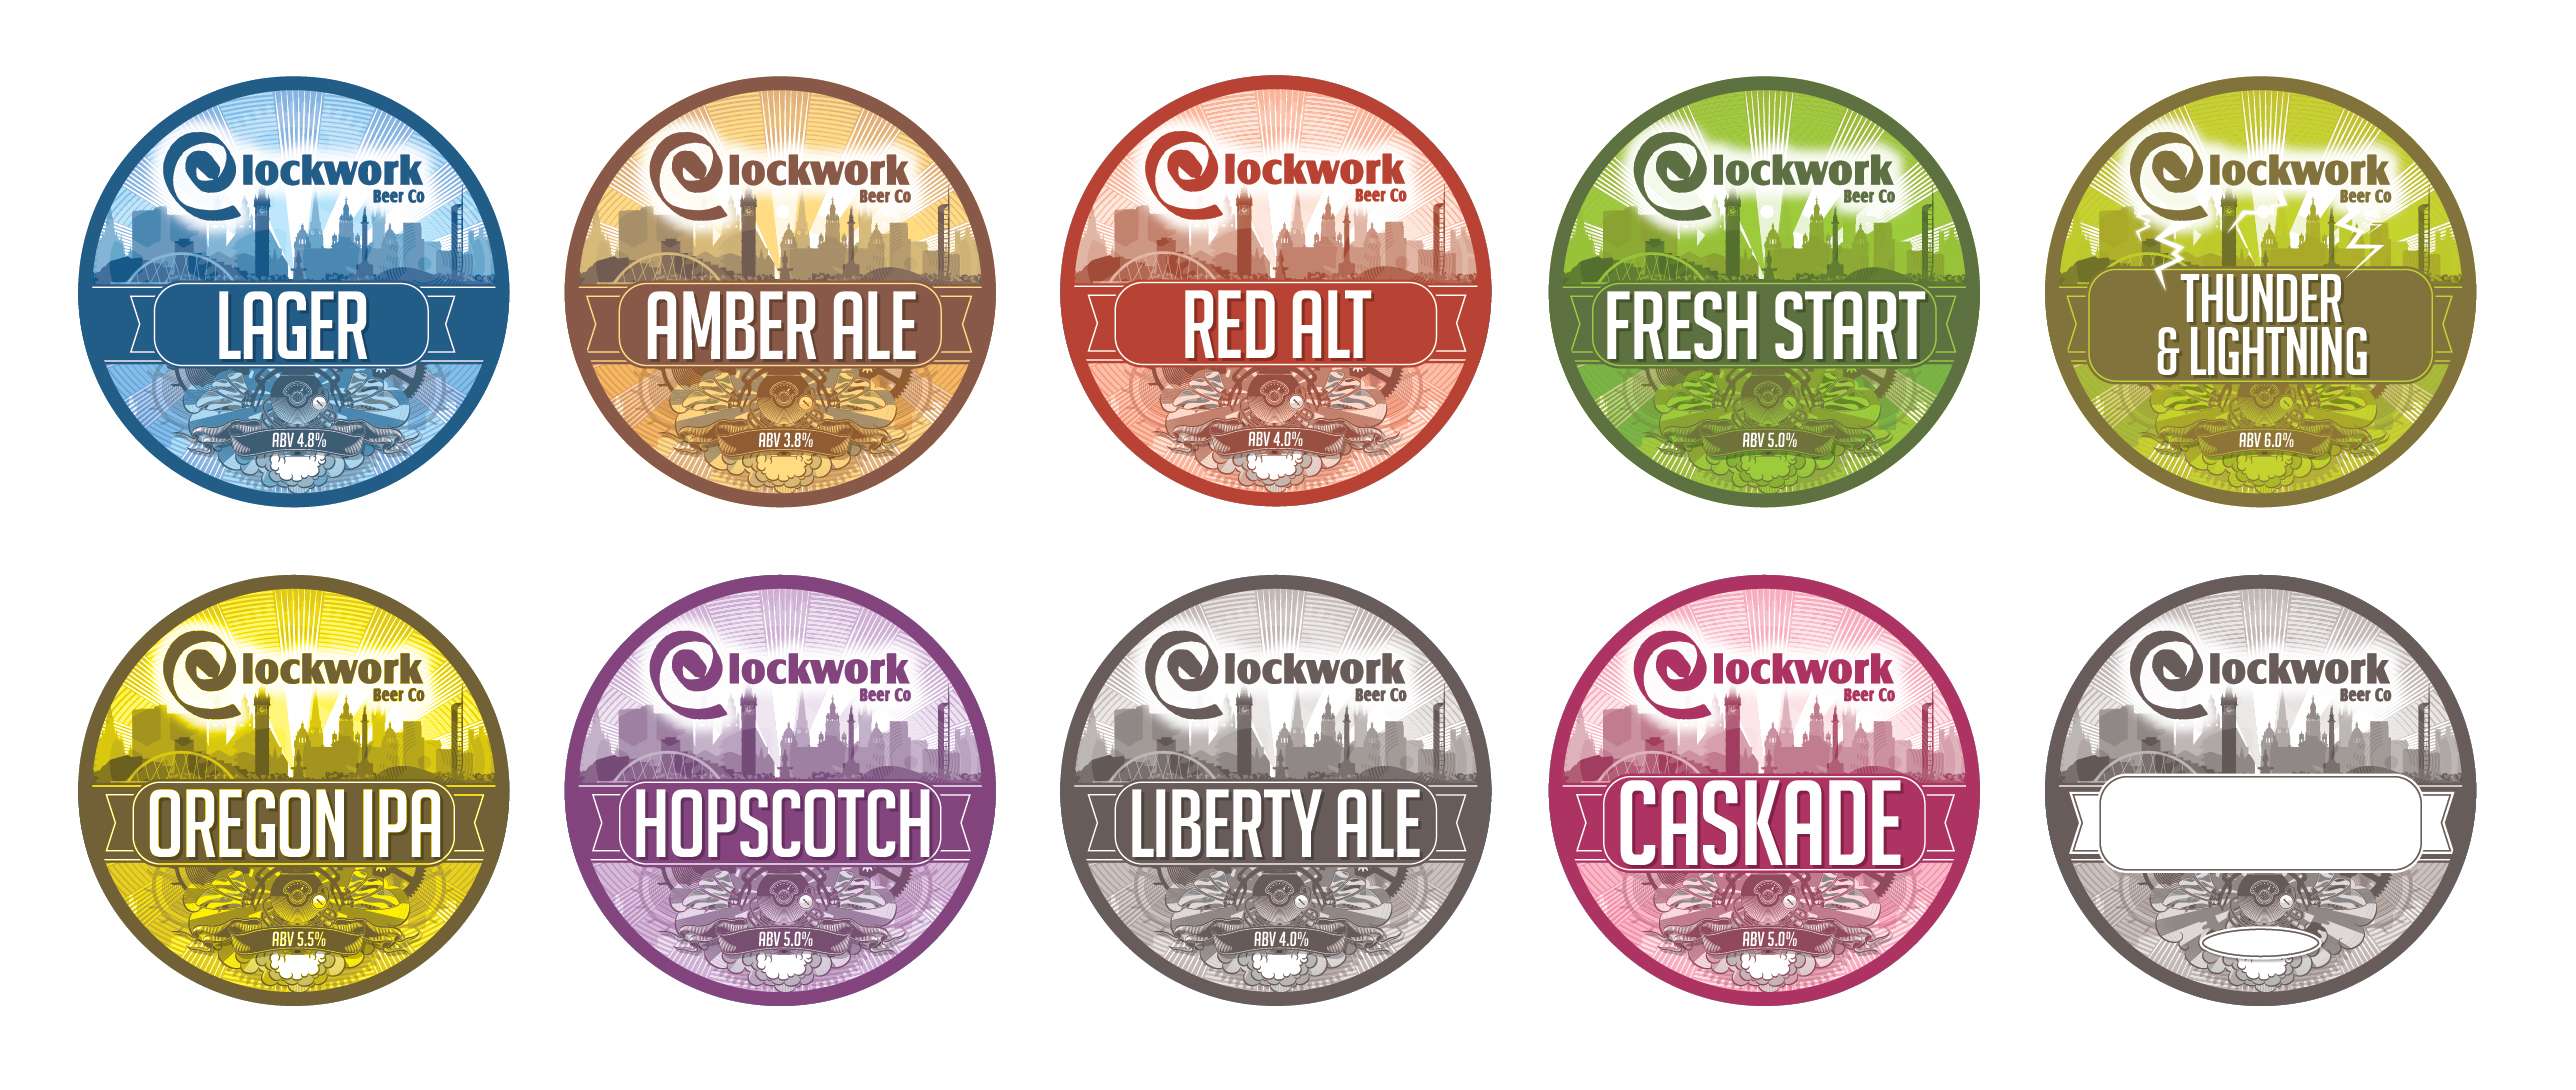 Clockwork
Beer Co
LAGER
ABV 4.8%
Clockwork
Beer Co
AMBER ALE
ABV 3.8%
Clockwork
Beer Co
RED ALT
ABV 4.0%
Clockwork
Beer Co
FRESH START
ABV 5.0%
Clockwork
Beer Co
THUNDER
& LIGHTNING
ABV 6.0%
Clockwork
Beer Co
OREGON IPA
ABV 5.5%
Clockwork
Beer Co
HOPSCOTCH
ABV 5.0%
Clockwork
Beer Co
LIBERTY ALE
ABV 4.0%
Clockwork
Beer Co
CASKADE
ABV 5.0%
Clockwork
Beer Co